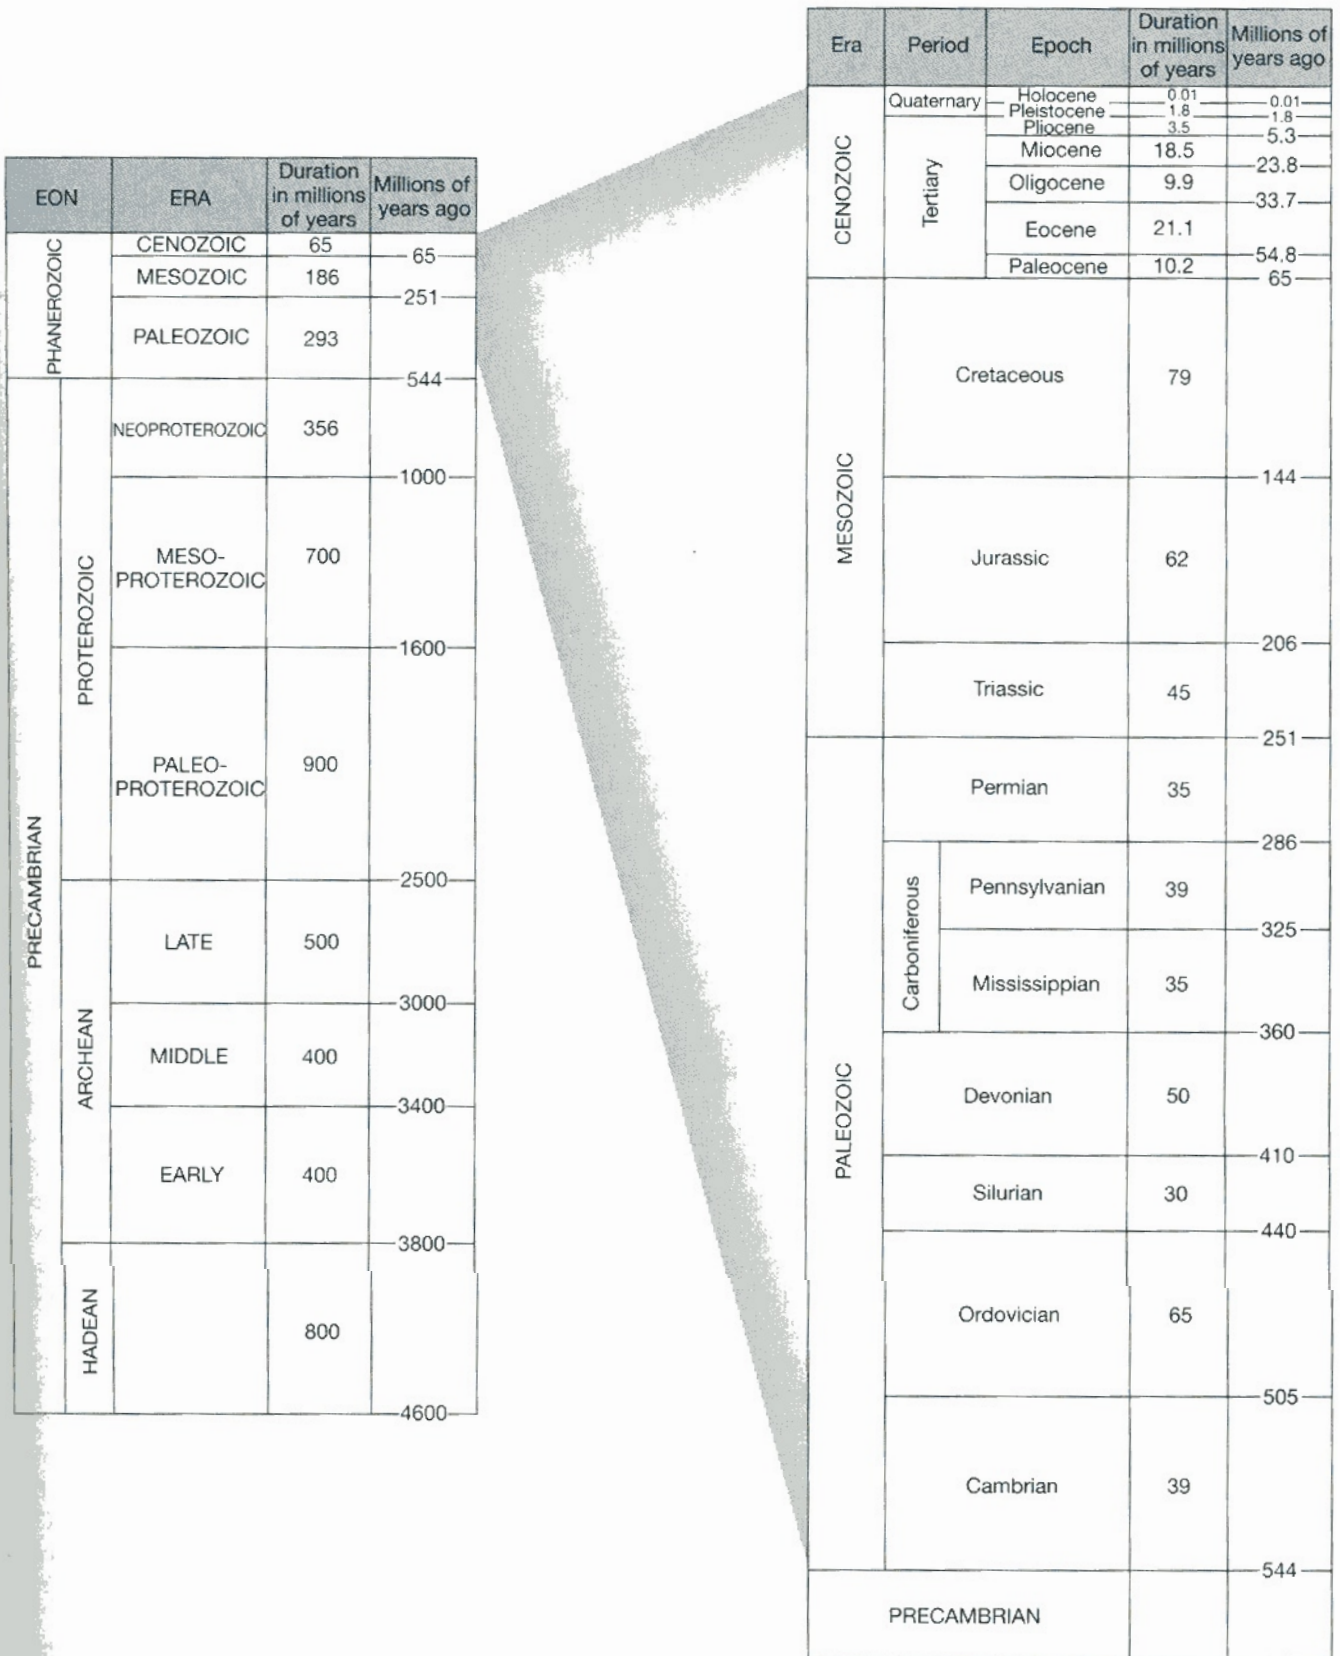 EON
ERA
Duration
in millions
of years
Millions of
years ago
PHANEROZOIC
CENOZOIC
65
65
MESOZOIC
186
251
PALEOZOIC
293
544
PRECAMBRIAN
PROTEROZOIC
NEOPROTEROZOIC
356
1000
MESO-
PROTEROZOIC
700
1600
PALEO-
PROTEROZOIC
900
2500
ARCHEAN
LATE
500
3000
MIDDLE
400
3400
EARLY
400
3800
HADEAN
800
4600
Era
Period
Epoch
Duration
in millions
of years
Millions of
years ago
CENOZOIC
Quaternary
Holocene
0.01
0.01
Pleistocene
1.8
1.8
Tertiary
Pliocene
3.5
5.3
Miocene
18.5
23.8
Oligocene
9.9
33.7
Eocene
21.1
54.8
Paleocene
10.2
65
MESOZOIC
Cretaceous
79
144
Jurassic
62
206
Triassic
45
251
PALEOZOIC
Permian
35
286
Carboniferous
Pennsylvanian
39
325
Mississippian
35
360
Devonian
50
410
Silurian
30
440
Ordovician
65
505
Cambrian
39
544
PRECAMBRIAN